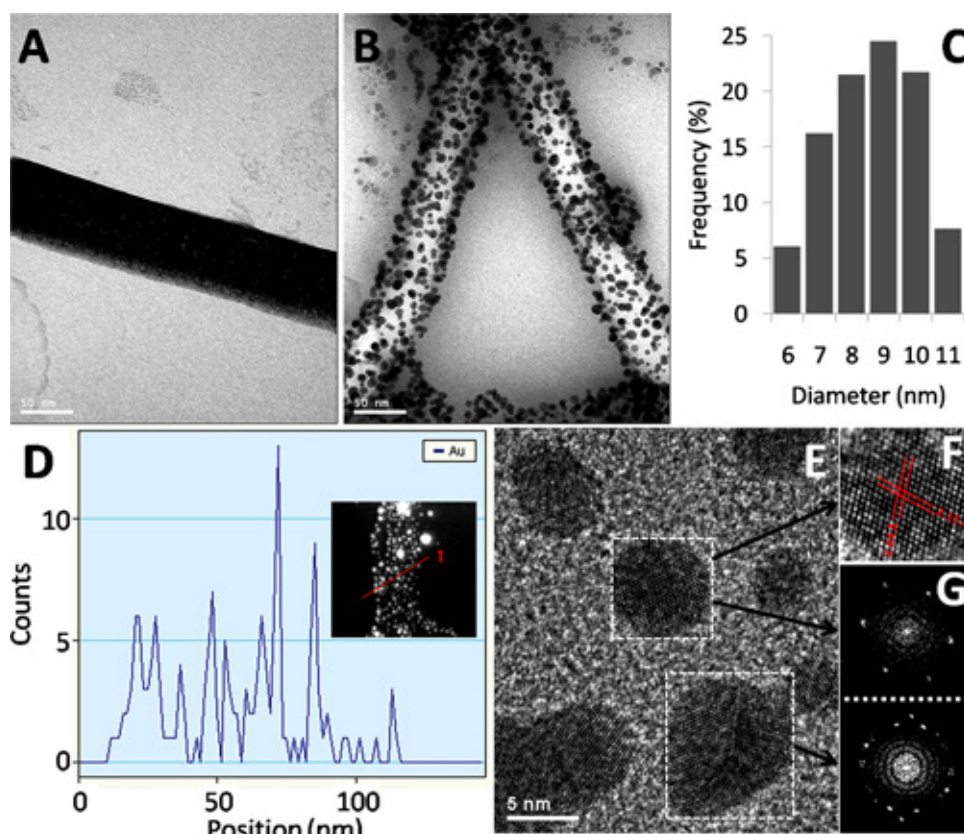 A
50 nm
B
50 nm
C
Frequency (%)
25
20
15
10
5
0
6 7 8 9 10 11
Diameter (nm)
D
Au
1
Counts
10
5
0
0 50 100
Position (nm)
E
5 nm
F
G